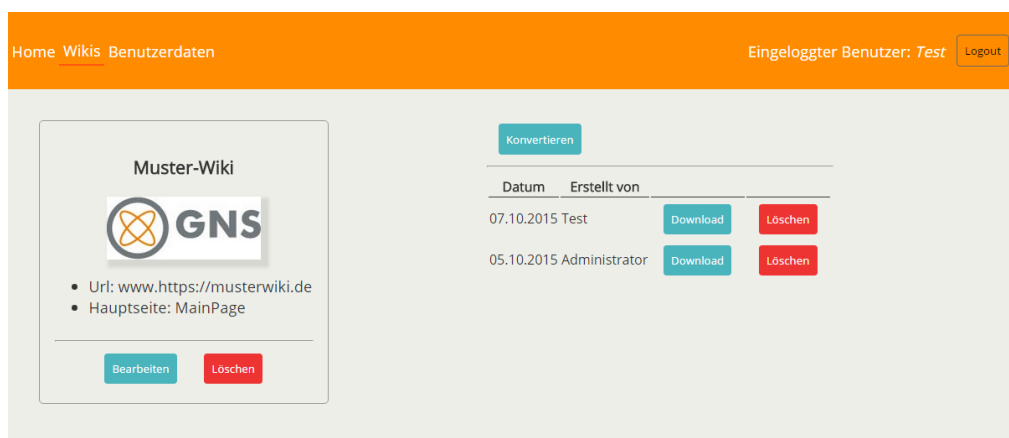 Home Wikis Benutzerdaten
Eingeloggter Benutzer: Test Logout
Muster-Wiki
GNS
Url: www.https://musterwiki.de
Hauptseite: MainPage
Bearbeiten Löschen
Konvertieren
Datum Erstellt von
07.10.2015 Test Download Löschen
05.10.2015 Administrator Download Löschen